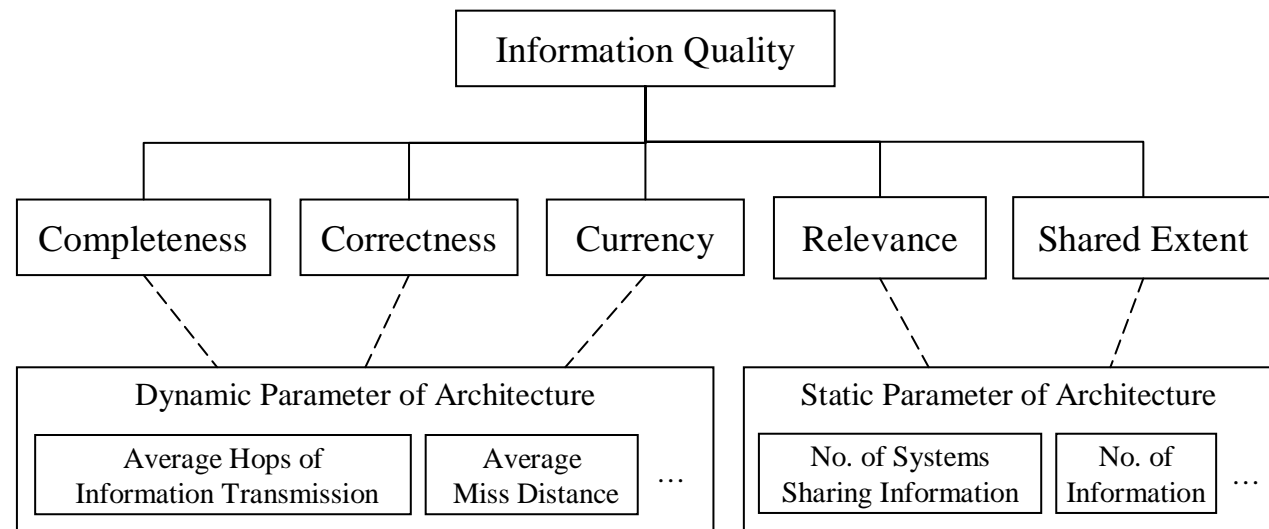 Information Quality
Completeness
Correctness
Currency
Relevance
Shared Extent
Dynamic Parameter of Architecture
Average Hops of
Information Transmission
Average
Miss Distance
...
Static Parameter of Architecture
No. of Systems
Sharing Information
No. of
Information
...